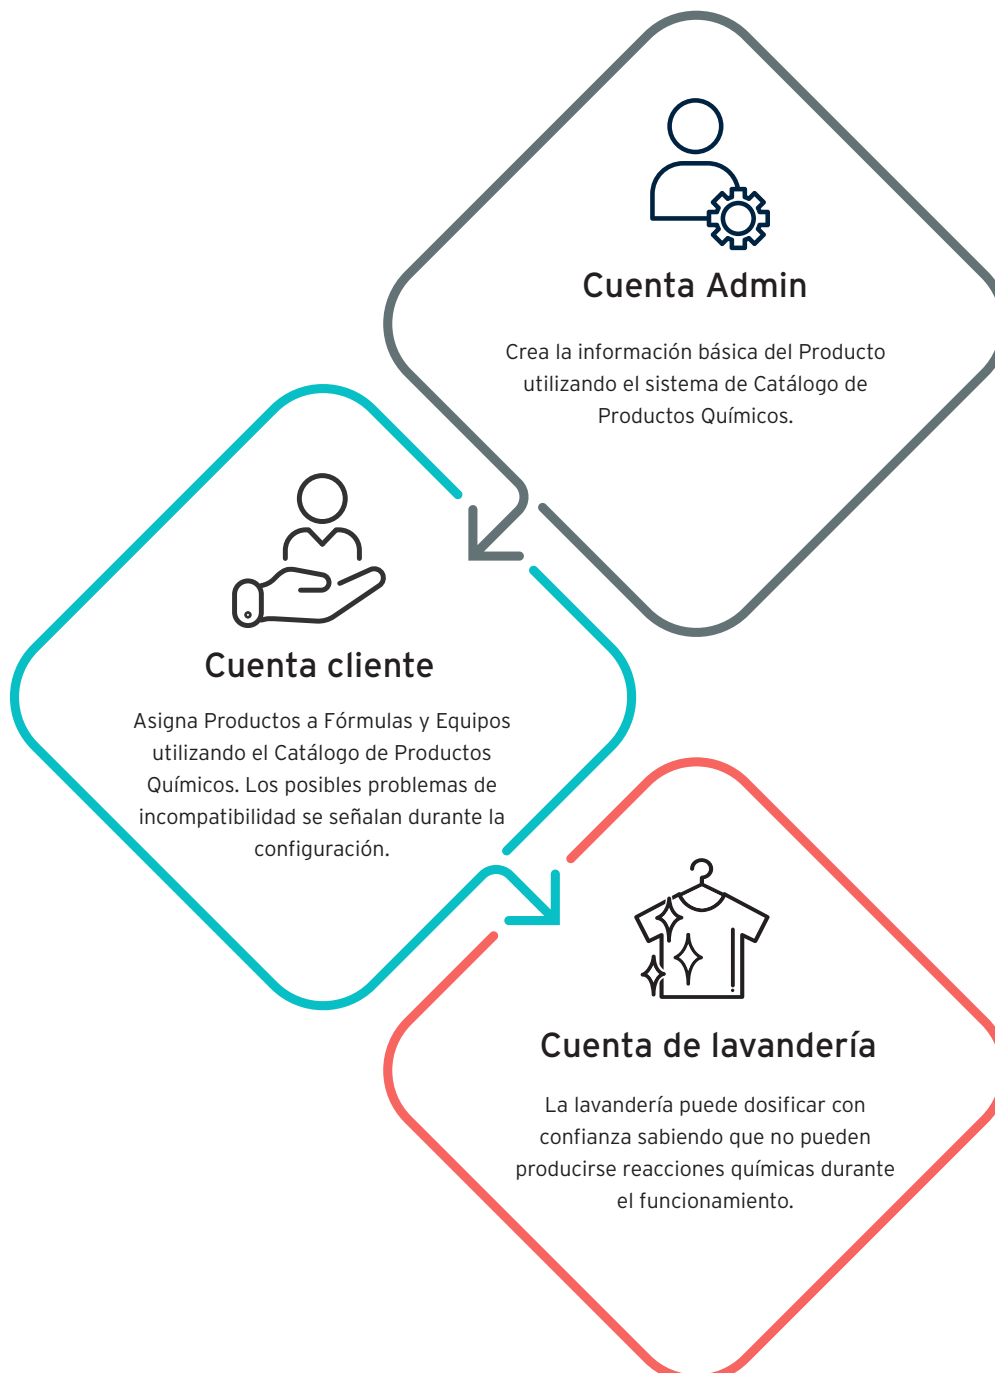 Cuenta Admin
Crea la información básica del Producto
utilizando el sistema de Catálogo de
Productos Químicos.
Cuenta cliente
Asigna Productos a Fórmulas y Equipos
utilizando el Catálogo de Productos
Químicos. Los posibles problemas de
incompatibilidad se señalan durante la
configuración.
Cuenta de lavandería
La lavandería puede dosificar con
confianza sabiendo que no pueden
producirse reacciones químicas durante
el funcionamiento.